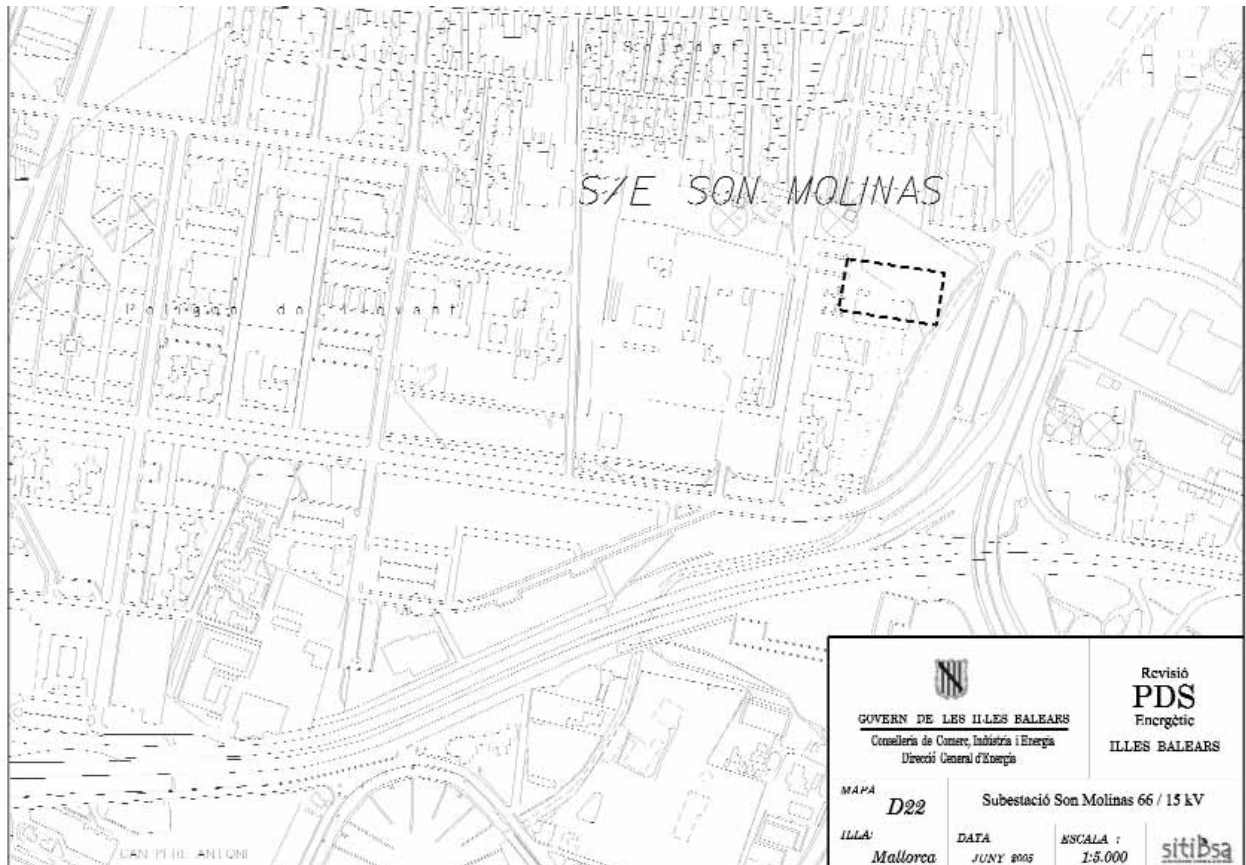 la Soledat
S/E SON MOLINAS
Polígon de Llevant
GOVERN DE LES ILLES BALEARS
Conselleria de Comerç, Indústria i Energia
Direcció General d'Energia
Revisió
PDS
Energètic
ILLES BALEARS
MAPA
D22
Subestació Son Molinas 66 / 15 kV
ILLA:
Mallorca
DATA
JUNY 2005
ESCALA :
1:5.000
sitibsa
CAN PERE ANTONI